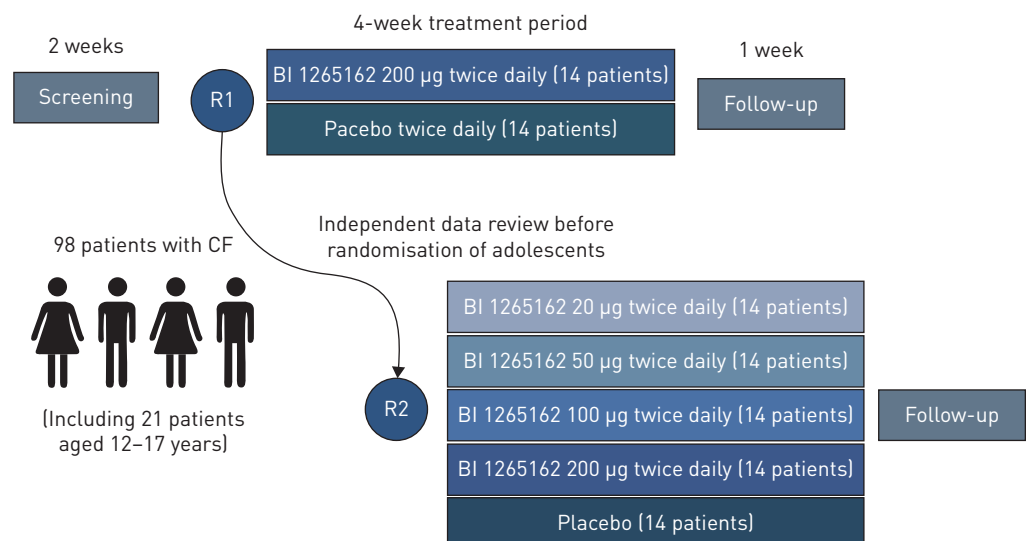 4-week treatment period
2 weeks
1 week
Screening
R1
BI 1265162 200 µg twice daily (14 patients)
Pacebo twice daily (14 patients)
Follow-up
Independent data review before
randomisation of adolescents
98 patients with CF
(Including 21 patients
aged 12–17 years)
R2
BI 1265162 20 µg twice daily (14 patients)
BI 1265162 50 µg twice daily (14 patients)
BI 1265162 100 µg twice daily (14 patients)
BI 1265162 200 µg twice daily (14 patients)
Placebo (14 patients)
Follow-up